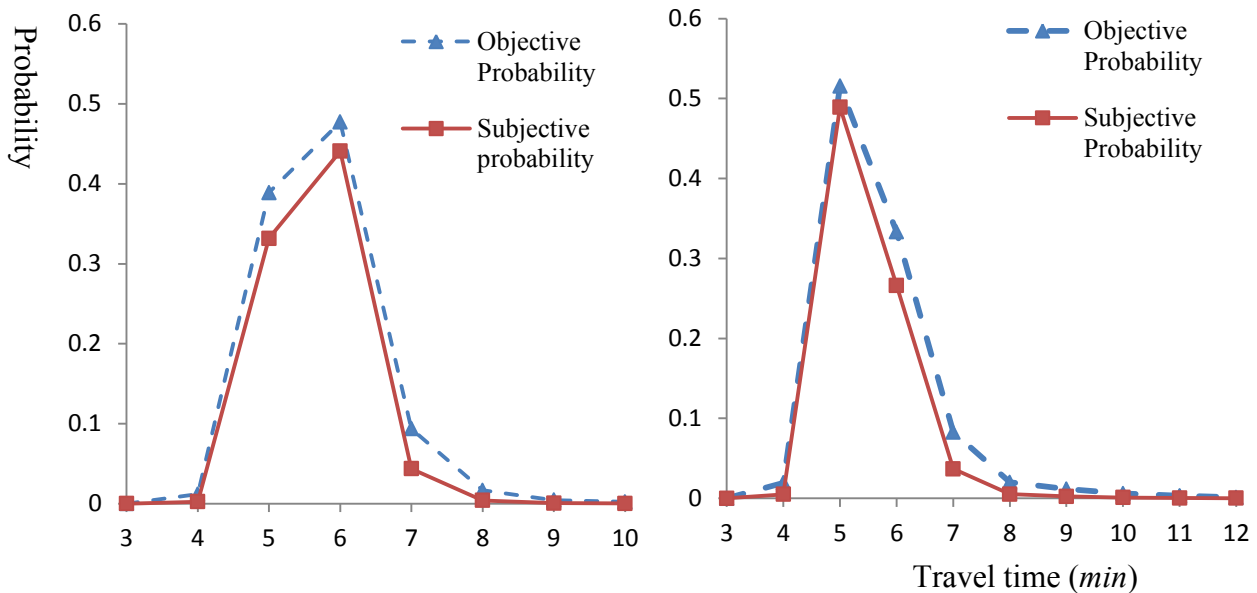 Probability
0.6
0.5
0.4
0.3
0.2
0.1
0
3 4 5 6 7 8 9 10
Objective
Probability
Subjective
probability
0.6
0.5
0.4
0.3
0.2
0.1
0
3 4 5 6 7 8 9 10 11 12
Objective
Probability
Subjective
Probability
Travel time (min)